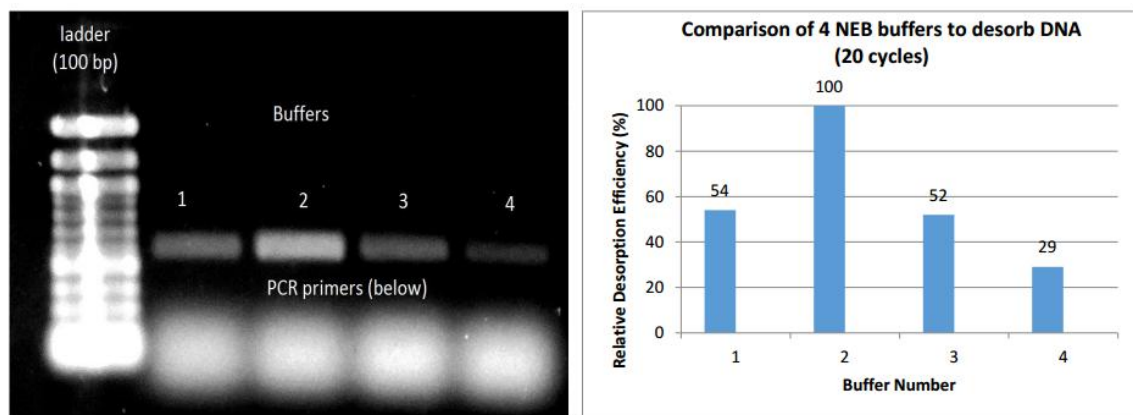 ladder
(100 bp)
Buffers
1 2 3 4
PCR primers (below)
Comparison of 4 NEB buffers to desorb DNA
(20 cycles)
Relative Desorption Efficiency (%)
100
80
60
40
20
0
54
100
52
29
1 2 3 4
Buffer Number